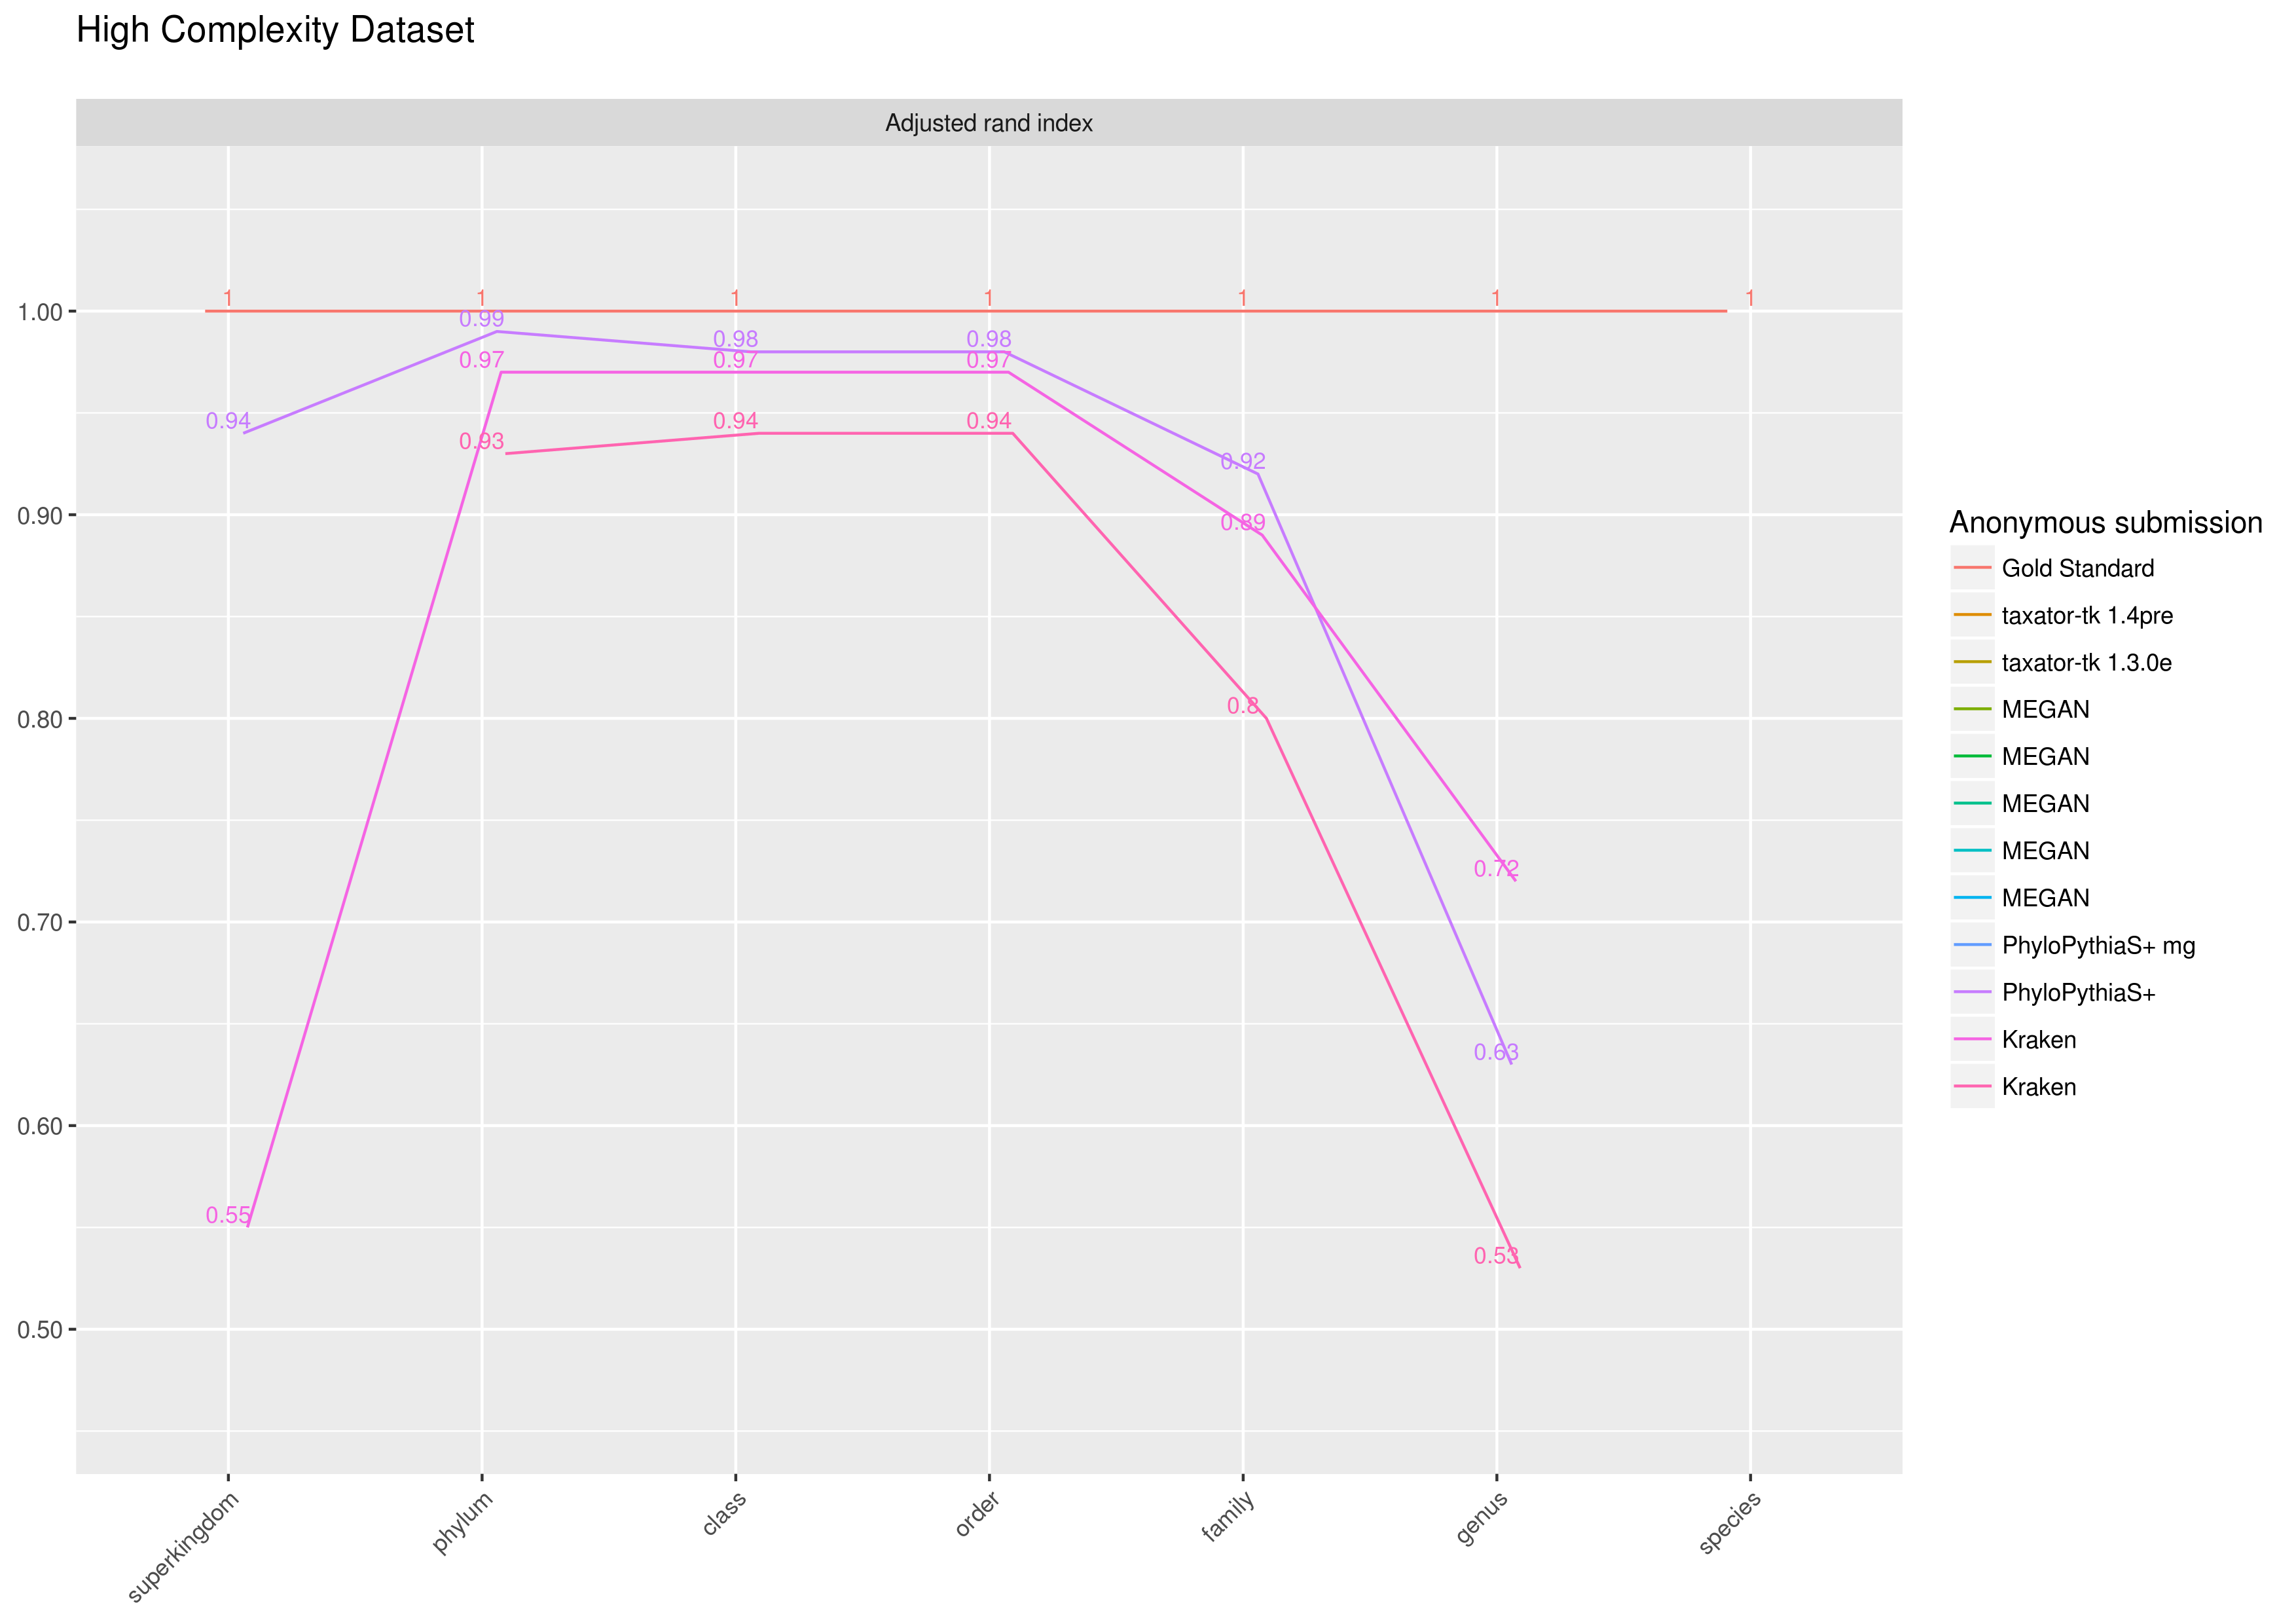 High Complexity Dataset
Adjusted rand index
1 1 1 1 1 1 1
1.00
0.99
0.98 0.98
0.97 0.97 0.97
0.94 0.94 0.94
0.93
0.92
0.90
0.89
0.80
0.8
0.72
0.70
0.63
0.60
0.55
0.53
0.50
superkingdom phylum class order family genus species
Anonymous submission
Gold Standard
taxator-tk 1.4pre
taxator-tk 1.3.0e
MEGAN
MEGAN
MEGAN
MEGAN
MEGAN
PhyloPythiaS+ mg
PhyloPythiaS+
Kraken
Kraken